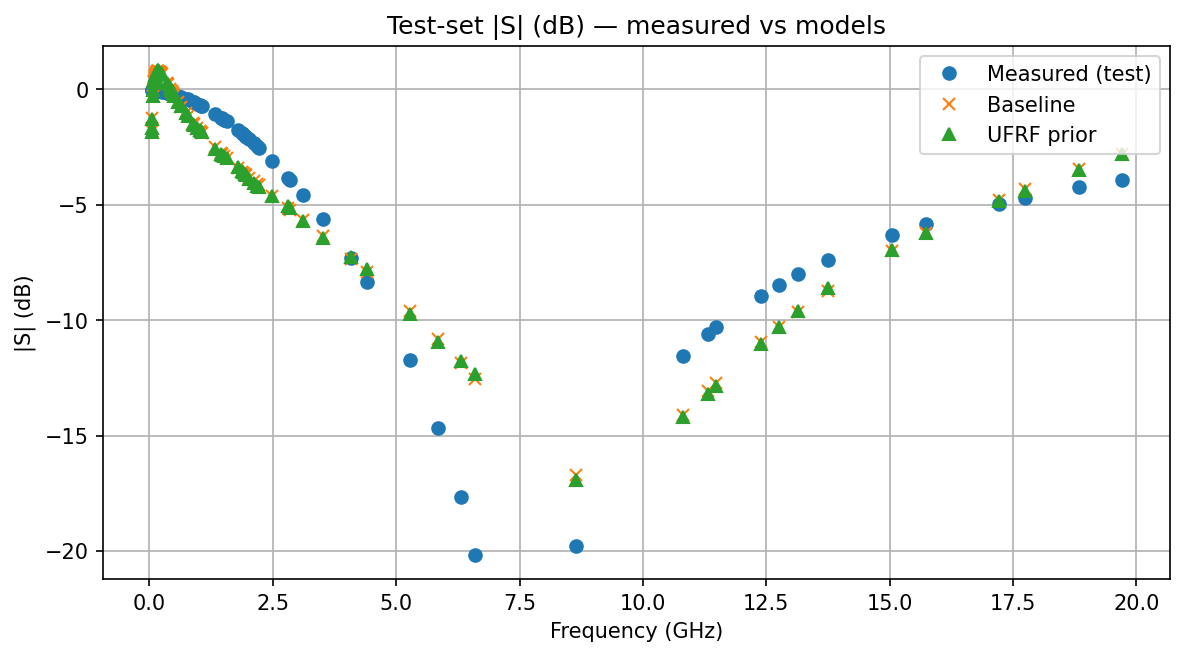 Test-set |S| (dB) — measured vs models
Measured (test)
Baseline
UFRF prior
|S| (dB)
0
−5
−10
−15
−20
0.0 2.5 5.0 7.5 10.0 12.5 15.0 17.5 20.0
Frequency (GHz)